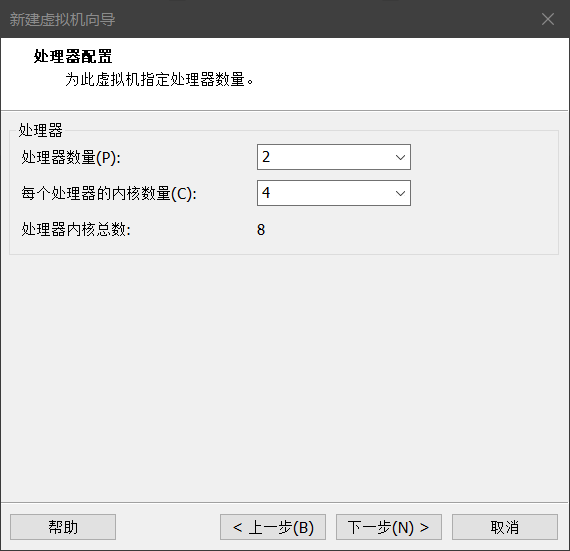 新建虚拟机向导
处理器配置
为此虚拟机指定处理器数量。
处理器
处理器数量(P): 2
每个处理器的内核数量(C): 4
处理器内核总数: 8
帮助 < 上一步(B) 下一步(N) > 取消